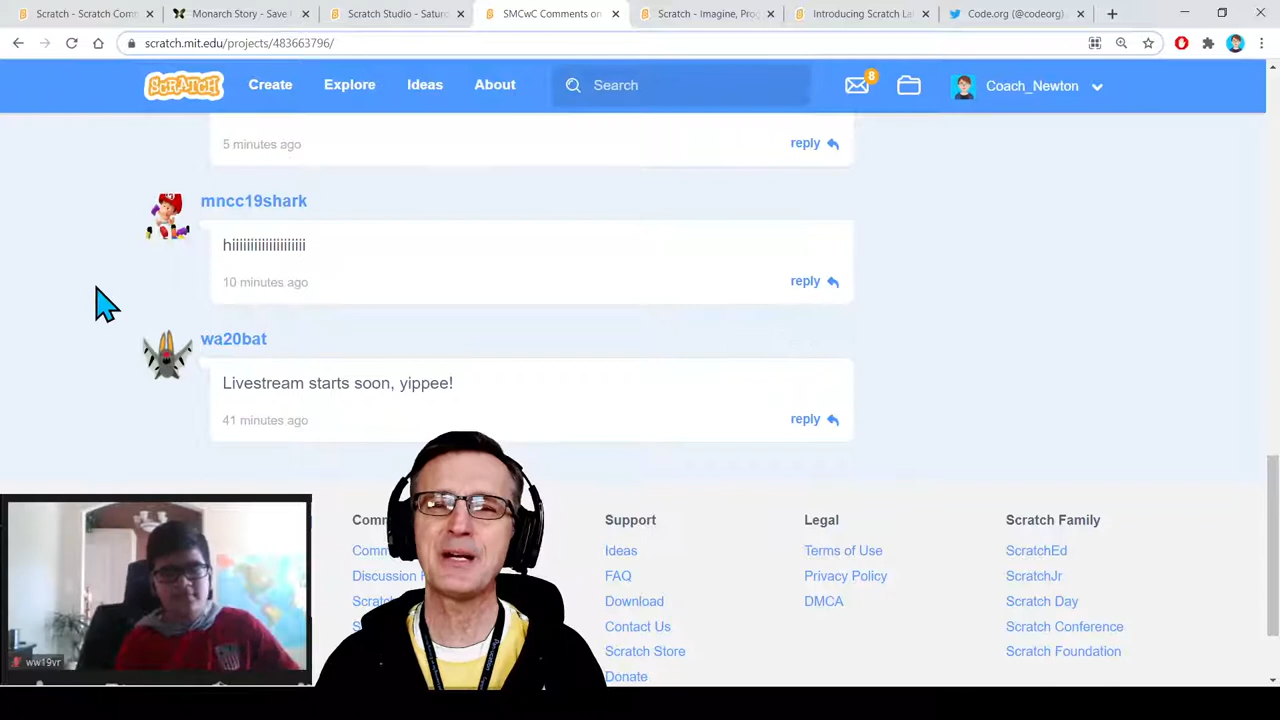 Scratch - Scratch Comm
Monarch Story - Save
Scratch Studio - Saturd
SMCwC Comments on
Scratch - Imagine, Pro
Introducing Scratch La
Code.org (@codeorg)
scratch.mit.edu/projects/483663796/
SCRATCH
Create
Explore
Ideas
About
Search
8
Coach_Newton
5 minutes ago
reply
mncc19shark
hiiiiiiiiiiiiiiiiiiii
10 minutes ago
reply
wa20bat
Livestream starts soon, yippee!
41 minutes ago
reply
Support
Legal
Scratch Family
Ideas
Terms of Use
ScratchEd
FAQ
Privacy Policy
ScratchJr
Download
DMCA
Scratch Day
Contact Us
Scratch Conference
Scratch Store
Scratch Foundation
Donate
ww19vr